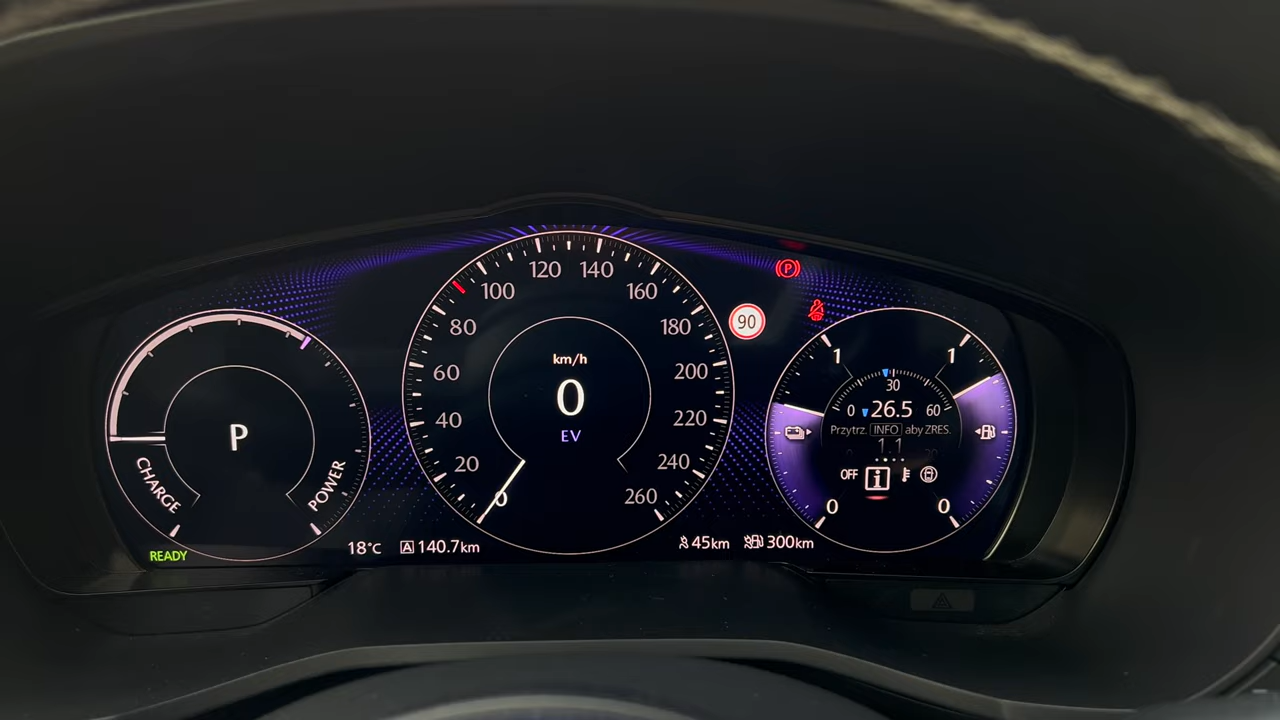 P
CHARGE
POWER
READY
18°C
A 140.7km
0
20
40
60
80
100
120
140
160
180
200
220
240
260
km/h
0
EV
90
P
45km
300km
1
1
30
0
26.5
60
Przytrz. INFO aby ZRES.
1.1
OFF
i
0
0